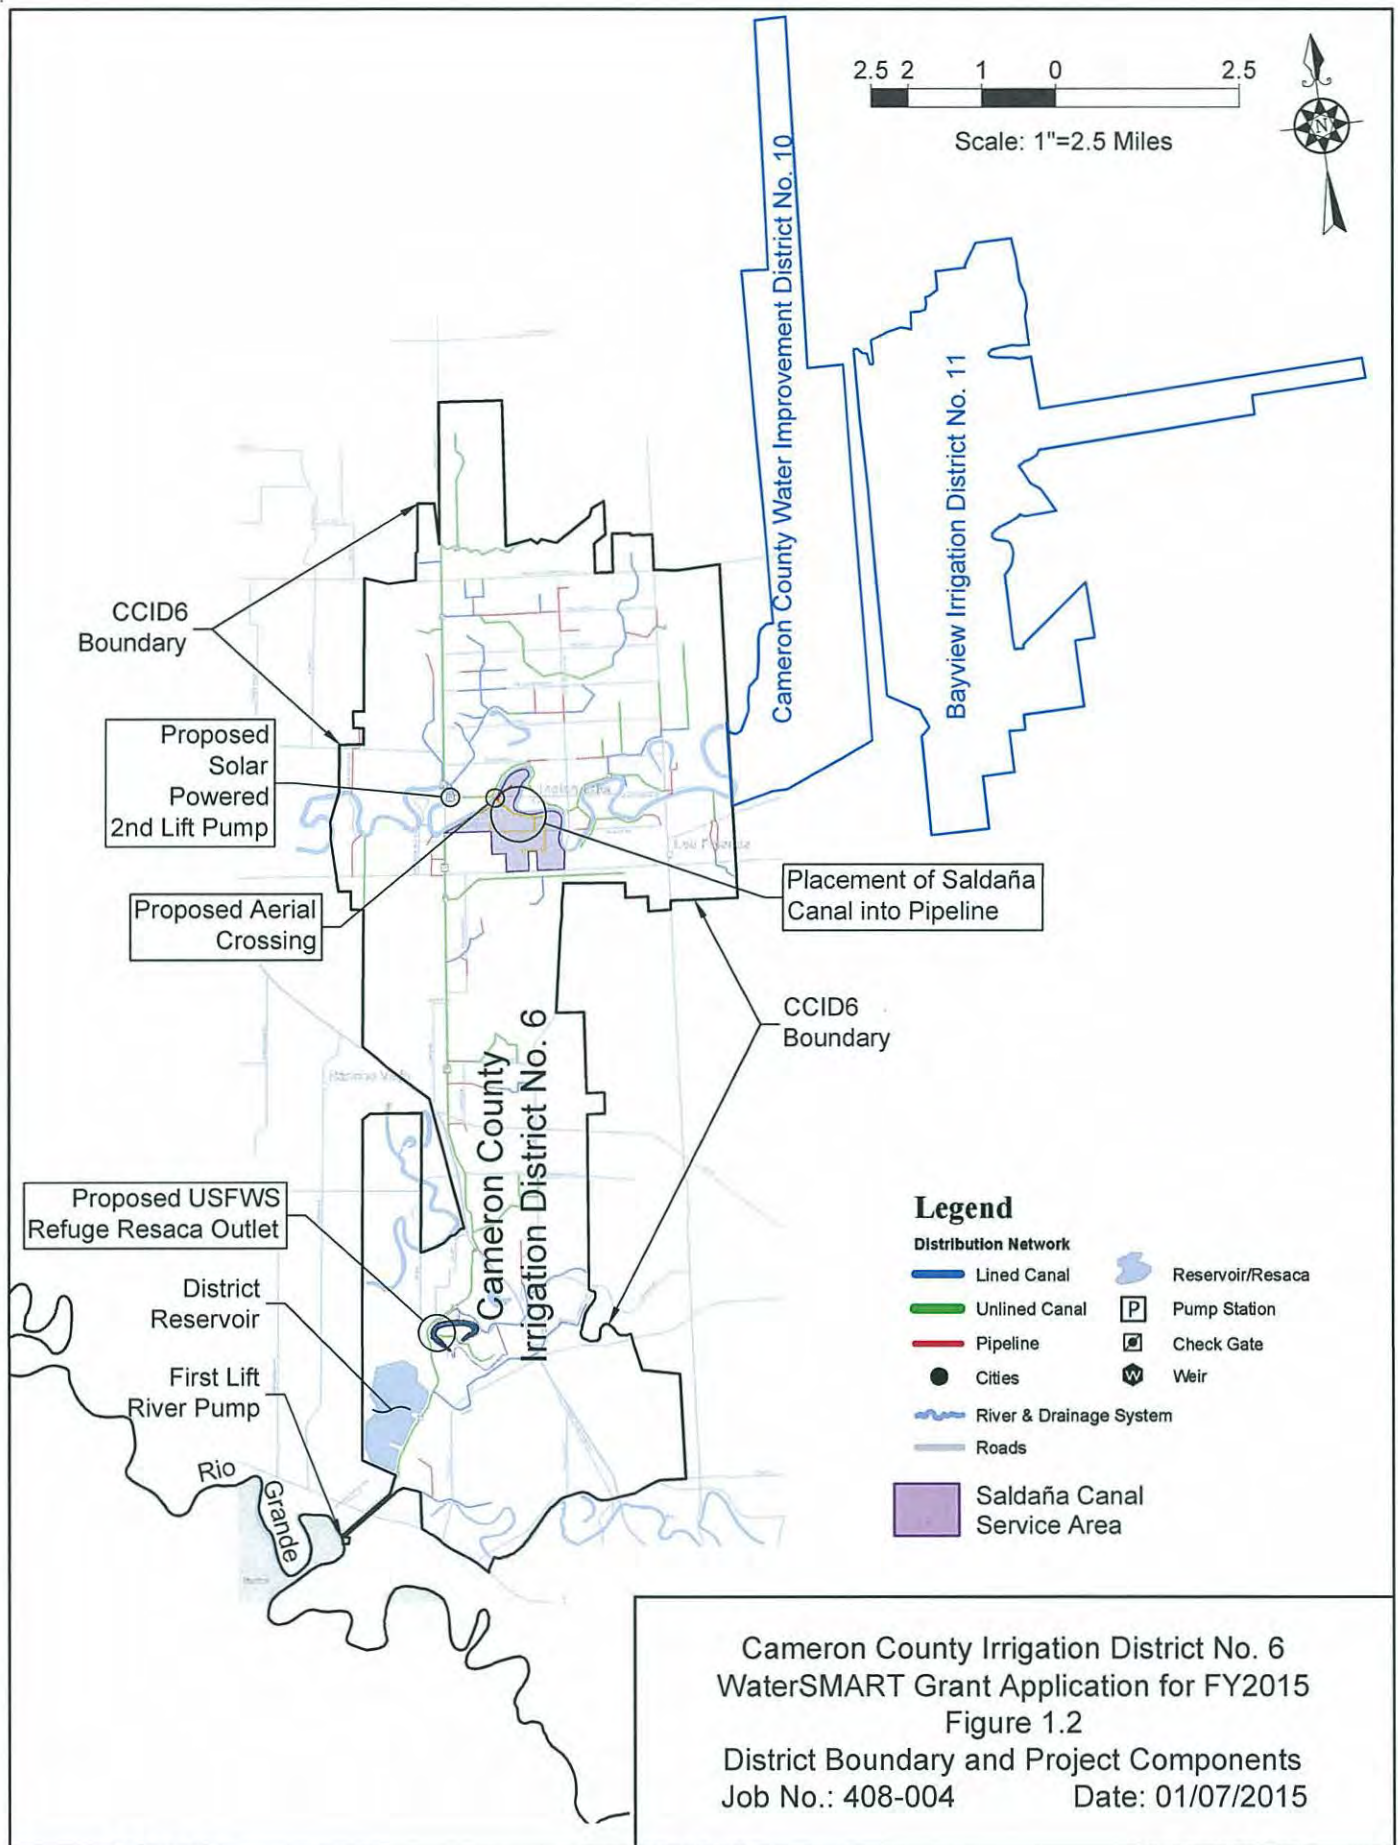 2.5 2 1 0 2.5
Scale: 1"=2.5 Miles
N
Cameron County Water Improvement District No. 10
Bayview Irrigation District No. 11
CCID6
Boundary
Proposed
Solar
Powered
2nd Lift Pump
Proposed Aerial
Crossing
Placement of Saldaña
Canal into Pipeline
CCID6
Boundary
Cameron County
Irrigation District No. 6
Proposed USFWS
Refuge Resaca Outlet
District
Reservoir
First Lift
River Pump
Rio
Grande
Legend
Distribution Network
Lined Canal
Unlined Canal
Pipeline
Cities
River & Drainage System
Roads
Reservoir/Resaca
P Pump Station
Check Gate
W Weir
Saldaña Canal
Service Area
Cameron County Irrigation District No. 6
WaterSMART Grant Application for FY2015
Figure 1.2
District Boundary and Project Components
Job No.: 408-004 Date: 01/07/2015